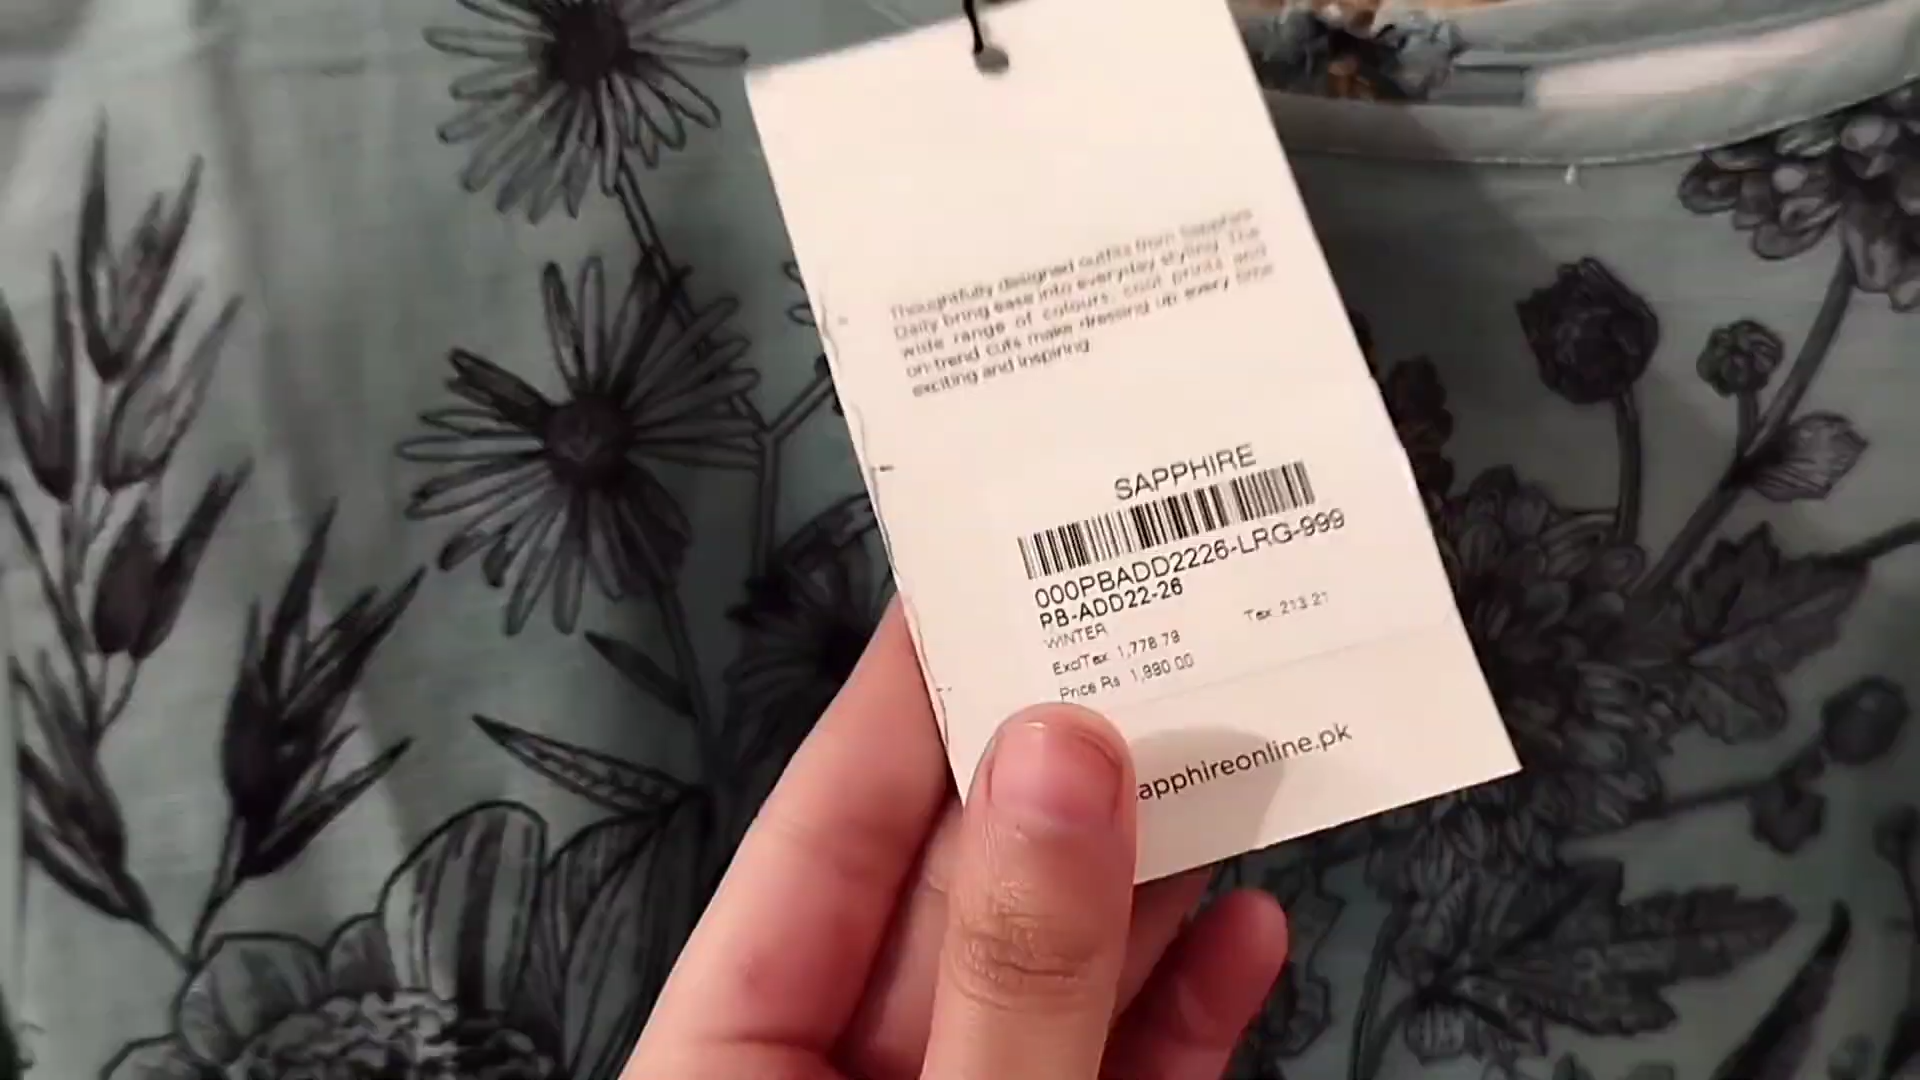 Thoughtfully designed outfits from Sapphire
Daily bring ease into everyday styling. The
wide range of colours, cool prints and
on-trend cuts make dressing up every time
exciting and inspiring.
SAPPHIRE
000PBADD2226-LRG-999
PB-ADD22-26
WINTER
ExclTax 1,776.79 Tax 213.21
Price Rs 1,990.00
sapphireonline.pk